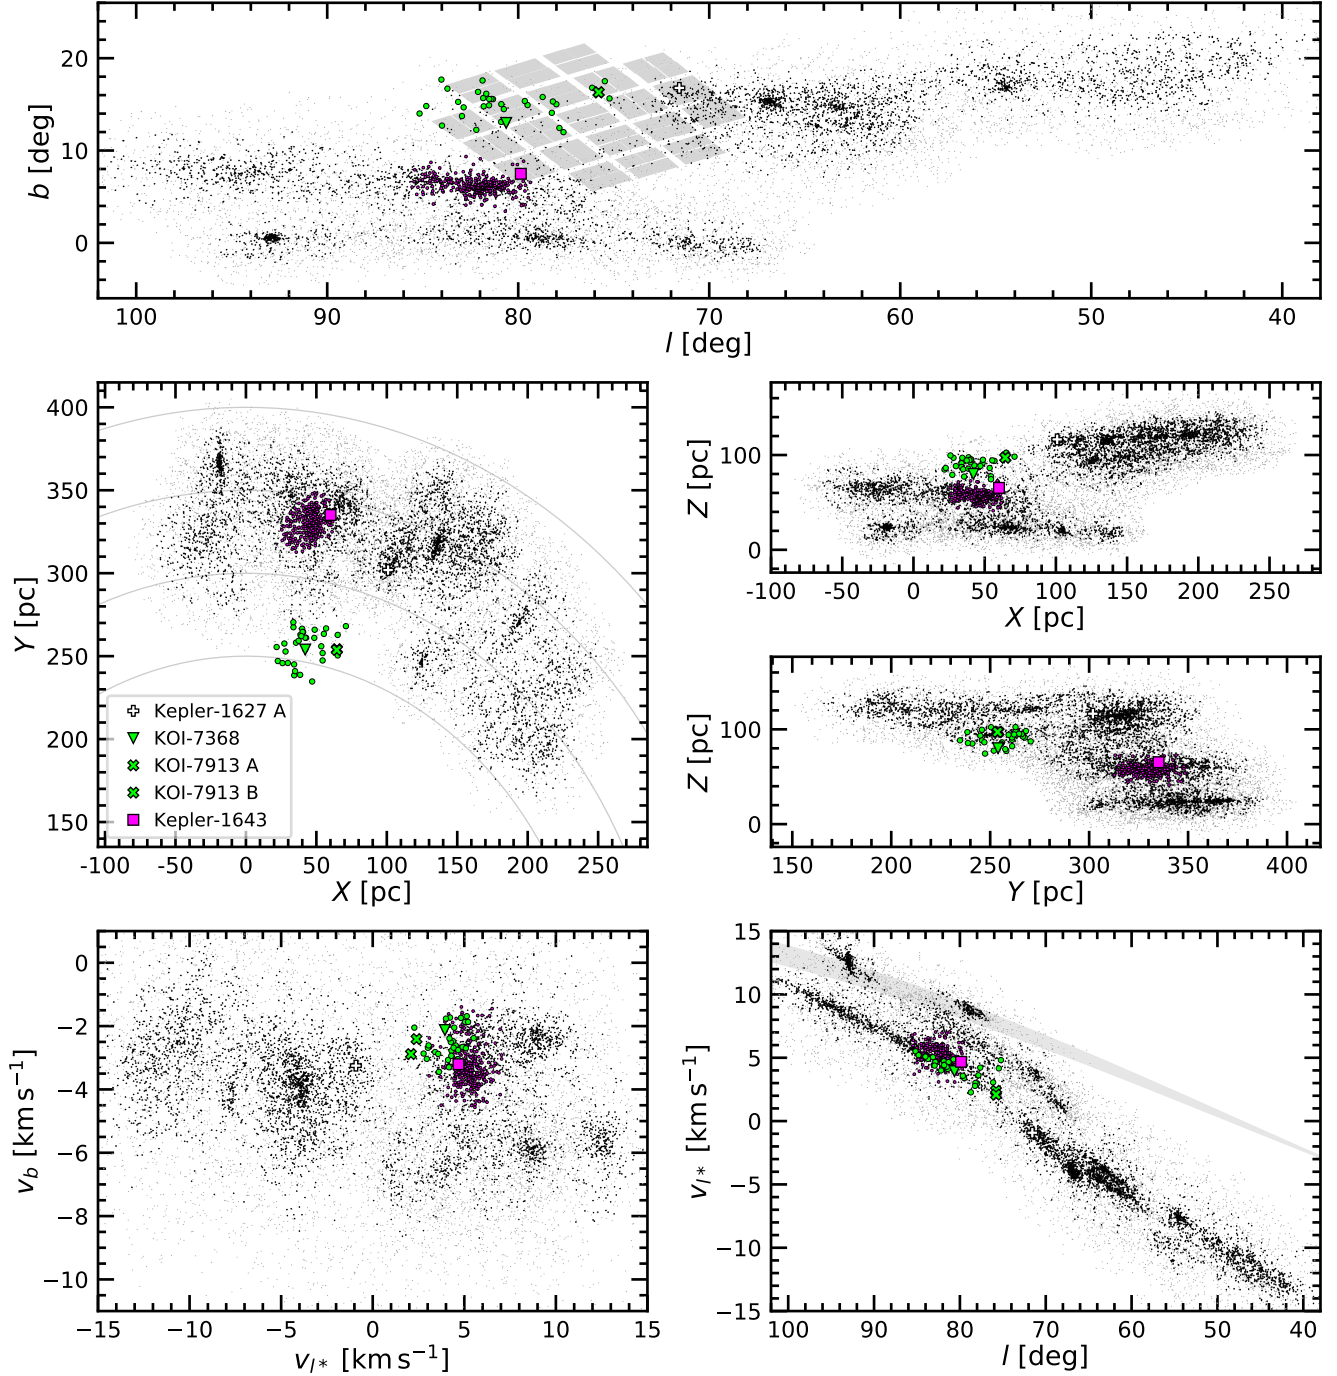 20
10
0
b [deg]
100 90 80 70 60 50 40
l [deg]
400
350
300
250
200
150
Y [pc]
Kepler-1627 A
KOI-7368
KOI-7913 A
KOI-7913 B
Kepler-1643
-100 -50 0 50 100 150 200 250
X [pc]
100
0
Z [pc]
-100 -50 0 50 100 150 200 250
X [pc]
100
0
Z [pc]
150 200 250 300 350 400
Y [pc]
0
−2
−4
−6
−8
−10
v_b [km s⁻¹]
−15 −10 −5 0 5 10 15
v_l* [km s⁻¹]
15
10
5
0
−5
−10
−15
v_l* [km s⁻¹]
100 90 80 70 60 50 40
l [deg]